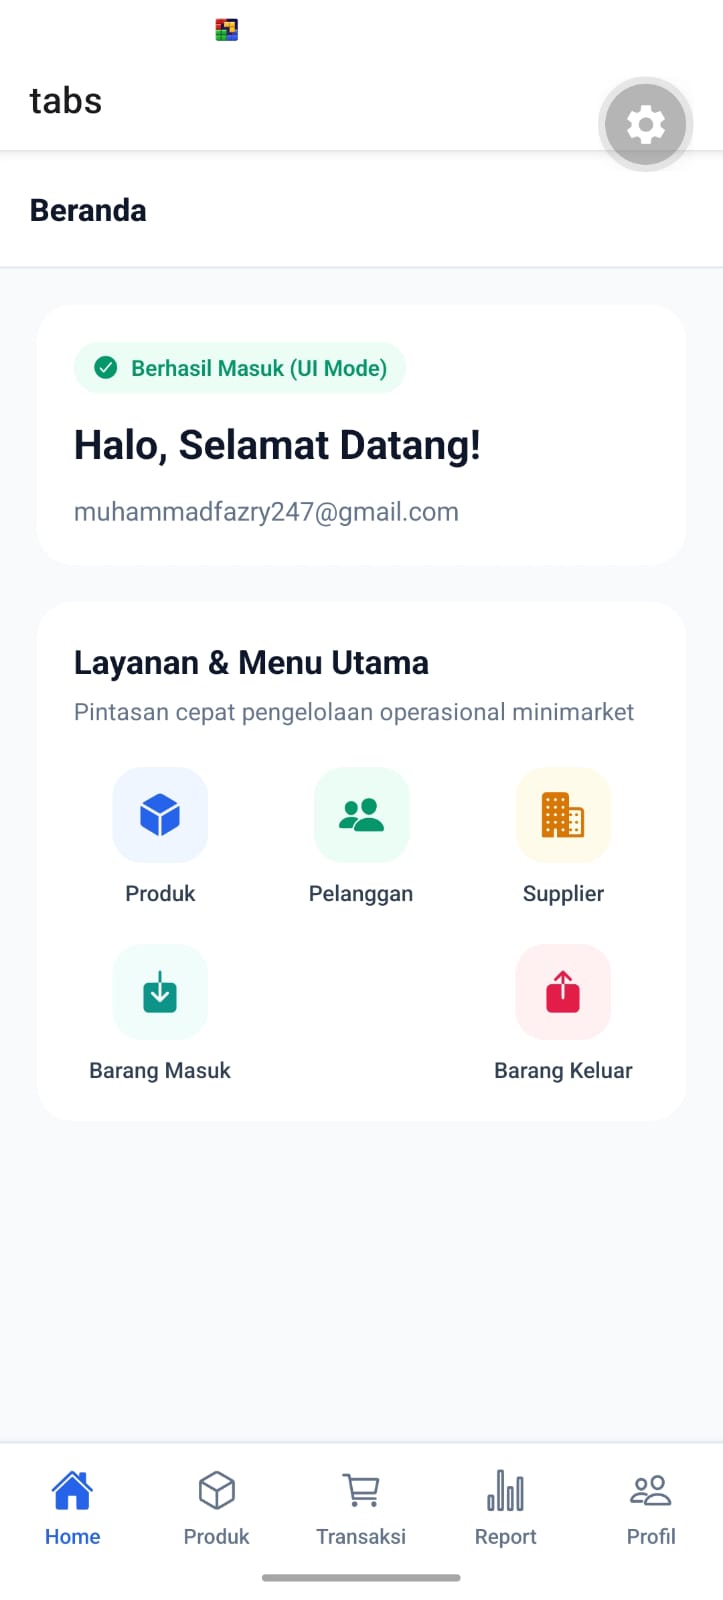 tabs
Beranda
Berhasil Masuk (UI Mode)
Halo, Selamat Datang!
muhammadfazry247@gmail.com
Layanan & Menu Utama
Pintasan cepat pengelolaan operasional minimarket
Produk
Pelanggan
Supplier
Barang Masuk
Barang Keluar
Home
Produk
Transaksi
Report
Profil